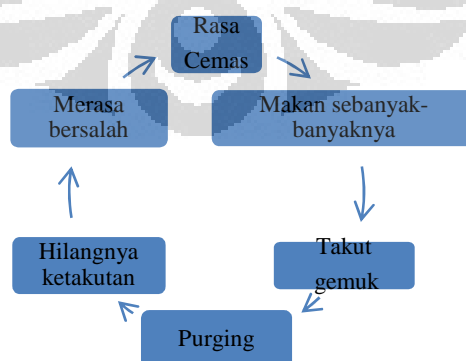 Rasa
Cemas
Makan sebanyak-
banyaknya
Takut
gemuk
Purging
Hilangnya
ketakutan
Merasa
bersalah